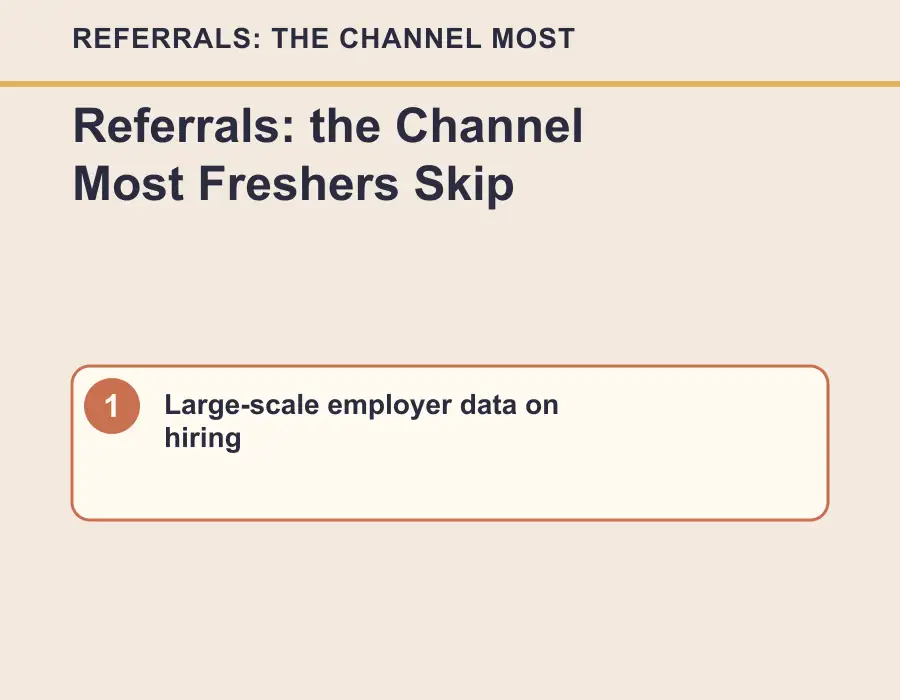 REFERRALS: THE CHANNEL MOST
Referrals: the Channel
Most Freshers Skip
1
Large-scale employer data on
hiring